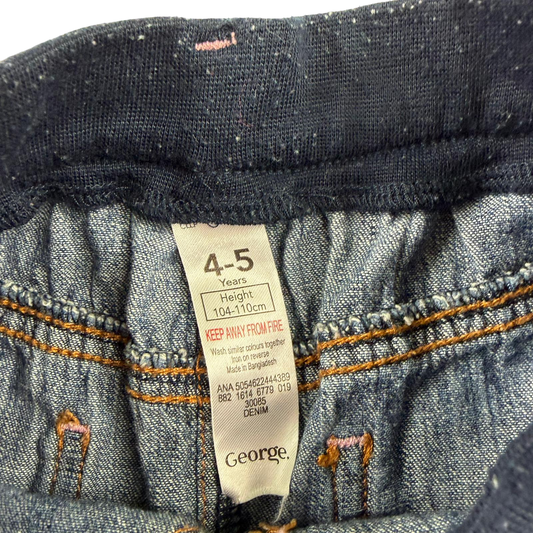 4-5
Years
Height
104-110cm
KEEP AWAY FROM FIRE
Wash similar colours together
Iron on reverse
Made in Bangladesh
ANA 5054622444389
B82 1614 6779 019
30085
DENIM
George.